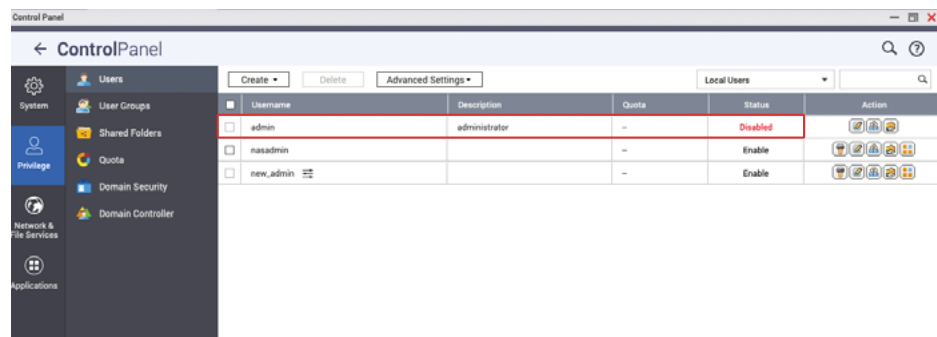 Control Panel
ControlPanel
System
Privilege
Network &
File Services
Applications
Users
User Groups
Shared Folders
Quota
Domain Security
Domain Controller
Create Delete Advanced Settings Local Users
Username Description Quota Status Action
admin administrator – Disabled
nasadmin – Enable
new_admin – Enable